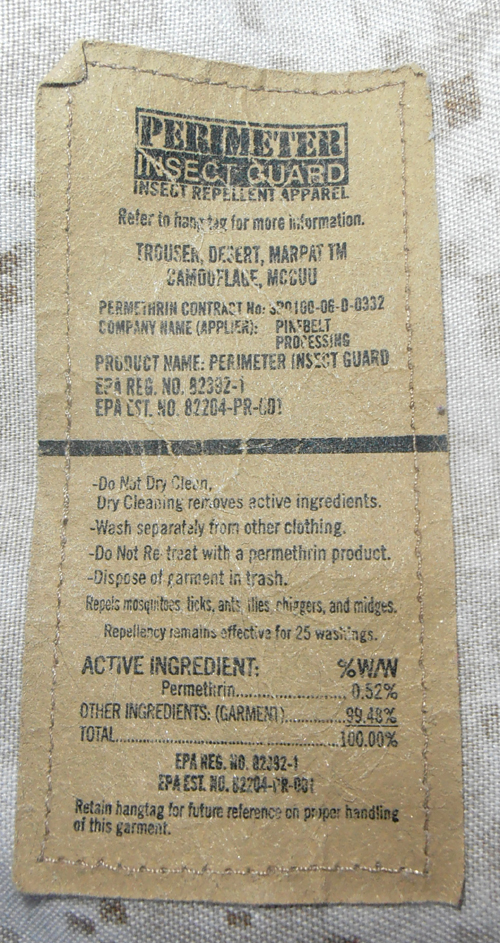 PERIMETER
INSECT GUARD
INSECT REPELLENT APPAREL
Refer to hangtag for more information.
TROUSER, DESERT, MARPAT TM
CAMOUFLAGE, MCCUU
PERMETHRIN CONTRACT No: SP0100-06-D-0332
COMPANY NAME (APPLIER): PINEBELT
PROCESSING
PRODUCT NAME: PERIMETER INSECT GUARD
EPA REG. NO. 82392-1
EPA EST. NO. 82204-PR-001
-Do Not Dry Clean,
Dry Cleaning removes active ingredients.
-Wash separately from other clothing.
-Do Not Re-treat with a permethrin product.
-Dispose of garment in trash.
Repels mosquitoes, ticks, ants, flies, chiggers, and midges.
Repellency remains effective for 25 washings.
ACTIVE INGREDIENT: %W/W
Permethrin.................... 0.52%
OTHER INGREDIENTS: (GARMENT)............99.48%
TOTAL..........................................100.00%
EPA REG. NO. 82392-1
EPA EST. NO. 82204-PR-001
Retain hangtag for future reference on proper handling
of this garment.